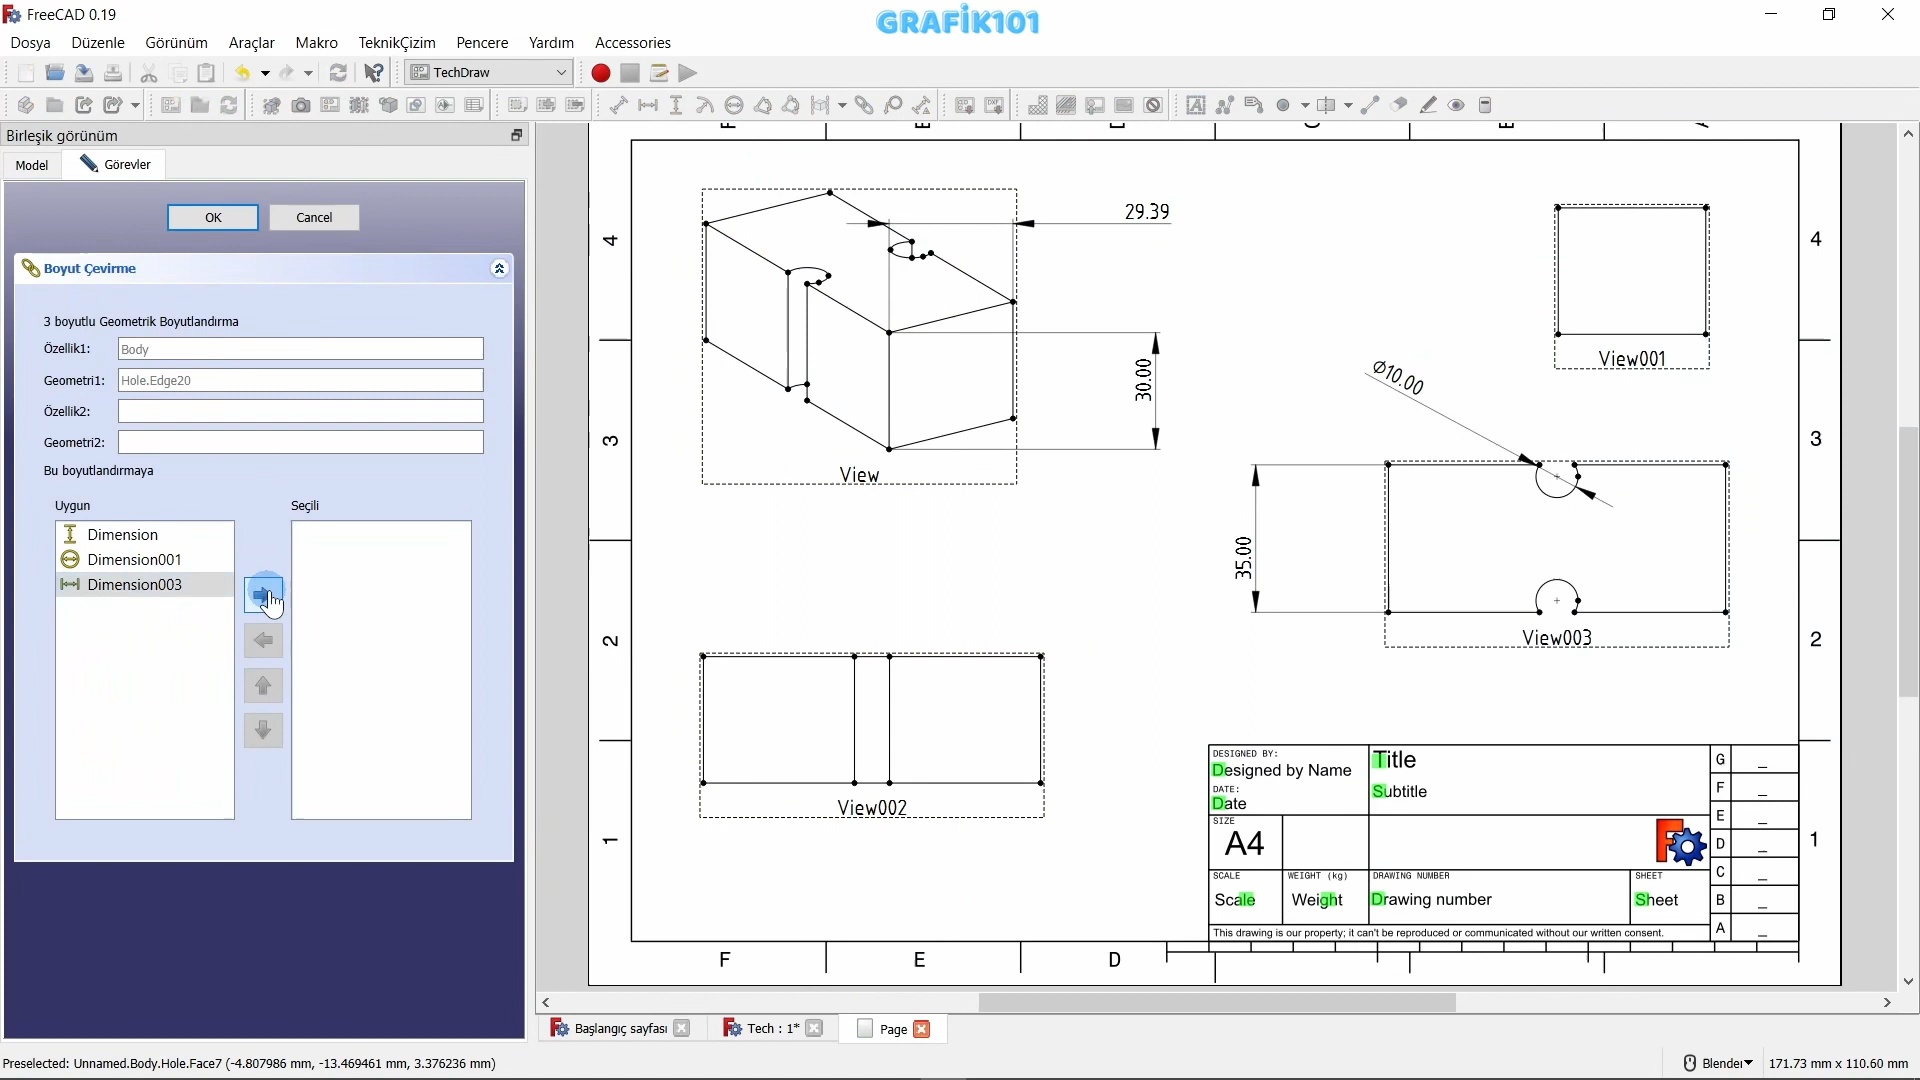 FreeCAD 0.19
GRAFİK101
Dosya Düzenle Görünüm Araçlar Makro TeknikÇizim Pencere Yardım Accessories
TechDraw
Birleşik görünüm
Model Görevler
OK Cancel
Boyut Çevirme
3 boyutlu Geometrik Boyutlandırma
Özellik1: Body
Geometri1: Hole.Edge20
Özellik2:
Geometri2:
Bu boyutlandırmaya
Uygun Seçili
Dimension
Dimension001
Dimension003
4
29.39
4
View001
30.00
Ø10.00
3
3
View
35.00
2
View003
2
View002
1
1
DESIGNED BY:
Designed by Name
DATE:
Date
Title
Subtitle
SIZE
A4
SCALE
Scale
WEIGHT (kg)
Weight
DRAWING NUMBER
Drawing number
SHEET
Sheet
G _
F _
E _
D _
C _
B _
A _
This drawing is our property; it can't be reproduced or communicated without our written consent.
F E D
Başlangıç sayfası Tech : 1* Page
Preselected: Unnamed.Body.Hole.Face7 (-4.807986 mm, -13.469461 mm, 3.376236 mm)
Blender 171.73 mm x 110.60 mm